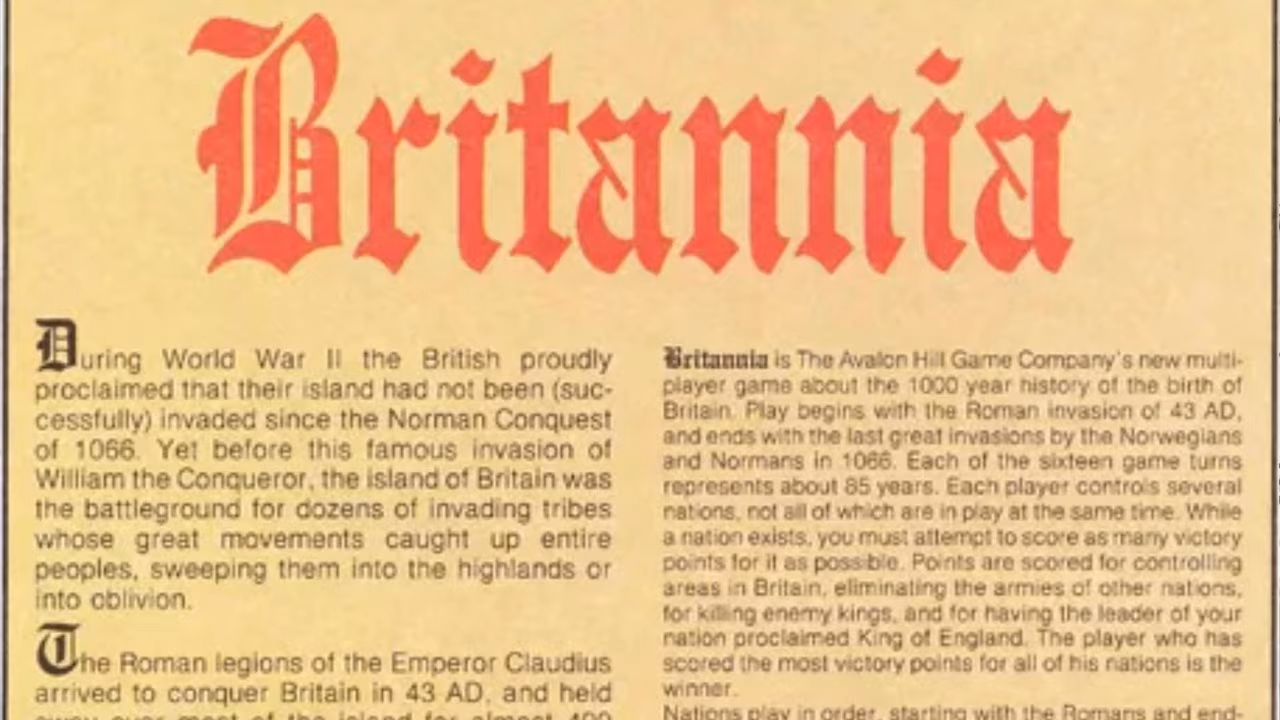 Britannia
During World War II the British proudly
proclaimed that their island had not been (suc-
cessfully) invaded since the Norman Conquest
of 1066. Yet before this famous invasion of
William the Conqueror, the island of Britain was
the battleground for dozens of invading tribes
whose great movements caught up entire
peoples, sweeping them into the highlands or
into oblivion.
The Roman legions of the Emperor Claudius
arrived to conquer Britain in 43 AD, and held
sway over most of the island for almost 400
Britannia is The Avalon Hill Game Company's new multi-
player game about the 1000 year history of the birth of
Britain. Play begins with the Roman invasion of 43 AD,
and ends with the last great invasions by the Norwegians
and Normans in 1066. Each of the sixteen game turns
represents about 85 years. Each player controls several
nations, not all of which are in play at the same time. While
a nation exists, you must attempt to score as many victory
points for it as possible. Points are scored for controlling
areas in Britain, eliminating the armies of other nations,
for killing enemy kings, and for having the leader of your
nation proclaimed King of England. The player who has
scored the most victory points for all of his nations is the
winner.
Nations play in order, starting with the Romans and end-